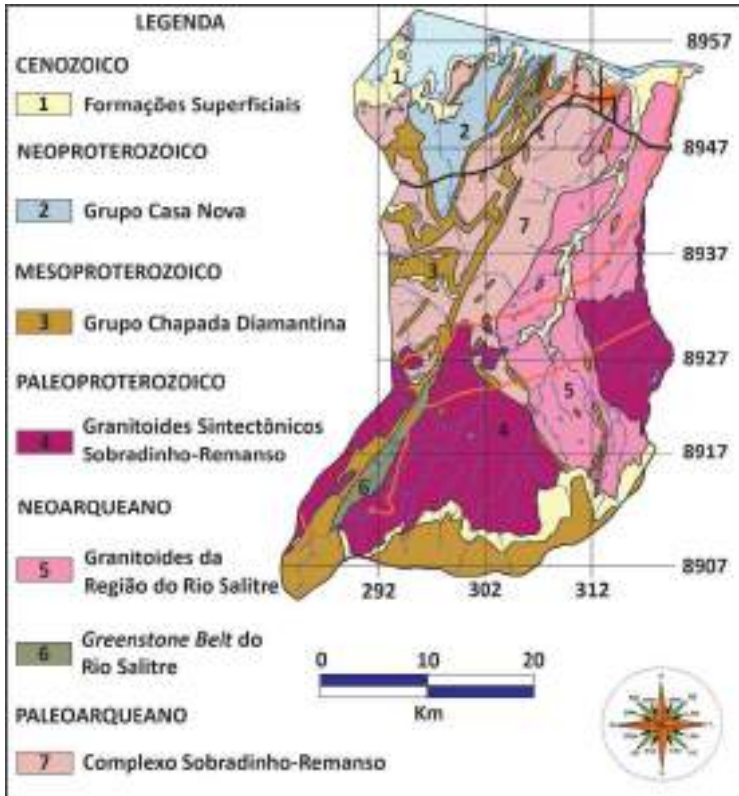 LEGENDA
CENOZOICO
1 Formações Superficiais
NEOPROTEROZOICO
2 Grupo Casa Nova
MESOPROTEROZOICO
3 Grupo Chapada Diamantina
PALEOPROTEROZOICO
4 Granitoides Sintectônicos
Sobradinho-Remanso
NEOARQUEANO
5 Granitoides da
Região do Rio Salitre
6 Greenstone Belt do
Rio Salitre
PALEOARQUEANO
7 Complexo Sobradinho-Remanso
1
2
3
7
5
4
6
8957
8947
8937
8927
8917
8907
292 302 312
0 10 20
Km